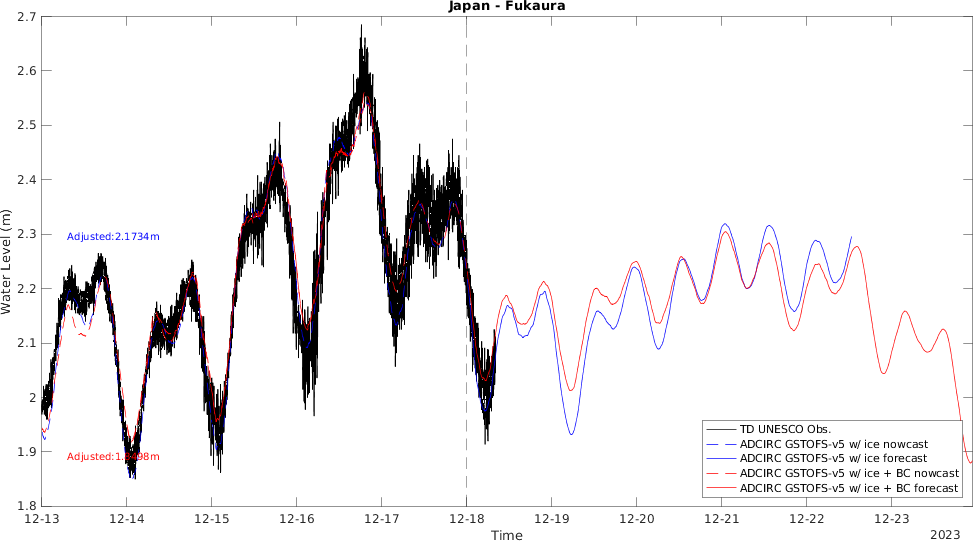 Japan - Fukaura
2.7
2.6
2.5
2.4
2.3
2.2
2.1
2
1.9
1.8
Water Level (m)
Adjusted:2.1734m
TD UNESCO Obs.
ADCIRC GSTOFS-v5 w/ ice nowcast
ADCIRC GSTOFS-v5 w/ ice forecast
ADCIRC GSTOFS-v5 w/ ice + BC nowcast
ADCIRC GSTOFS-v5 w/ ice + BC forecast
12-13 12-14 12-15 12-16 12-17 12-18 12-19 12-20 12-21 12-22 12-23
Time
2023